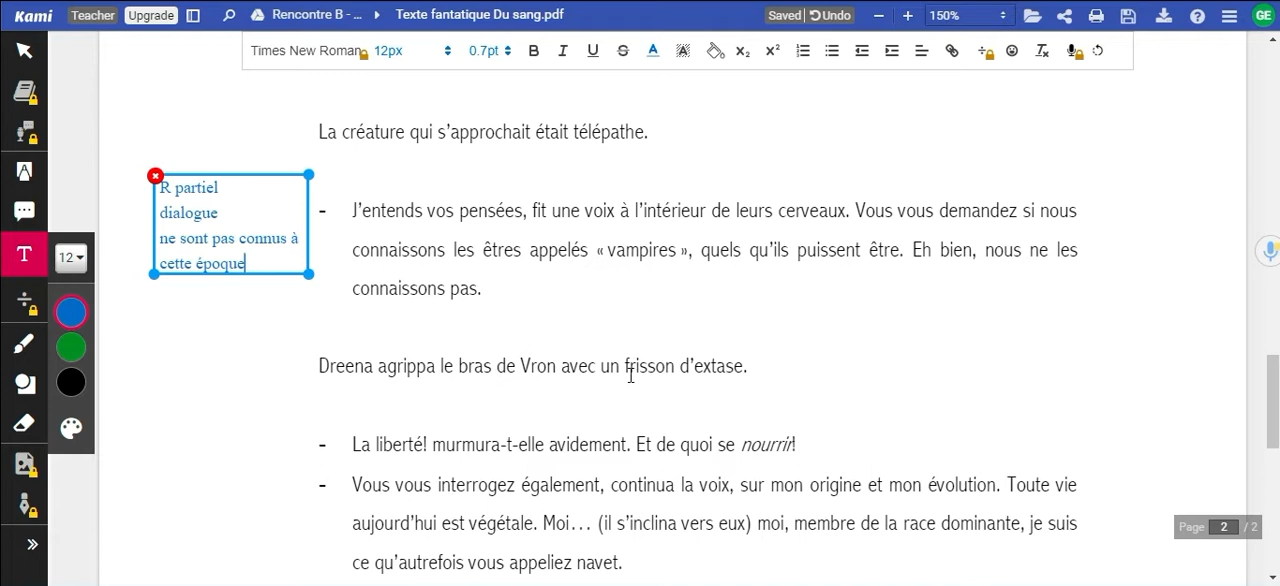 Kami
Teacher
Upgrade
Rencontre B - ...
Texte fantatique Du sang.pdf
Saved
Undo
150%
GE
Times New Roman
12px
0.7pt
B I U S A X₂ X²
La créature qui s'approchait était télépathe.
R partiel
dialogue
ne sont pas connus à
cette époque
- J'entends vos pensées, fit une voix à l'intérieur de leurs cerveaux. Vous vous demandez si nous
connaissons les êtres appelés « vampires », quels qu'ils puissent être. Eh bien, nous ne les
connaissons pas.
T
12
Dreena agrippa le bras de Vron avec un frisson d'extase.
- La liberté! murmura-t-elle avidement. Et de quoi se nourrir!
- Vous vous interrogez également, continua la voix, sur mon origine et mon évolution. Toute vie
aujourd'hui est végétale. Moi... (il s'inclina vers eux) moi, membre de la race dominante, je suis
ce qu'autrefois vous appeliez navet.
Page 2 / 2